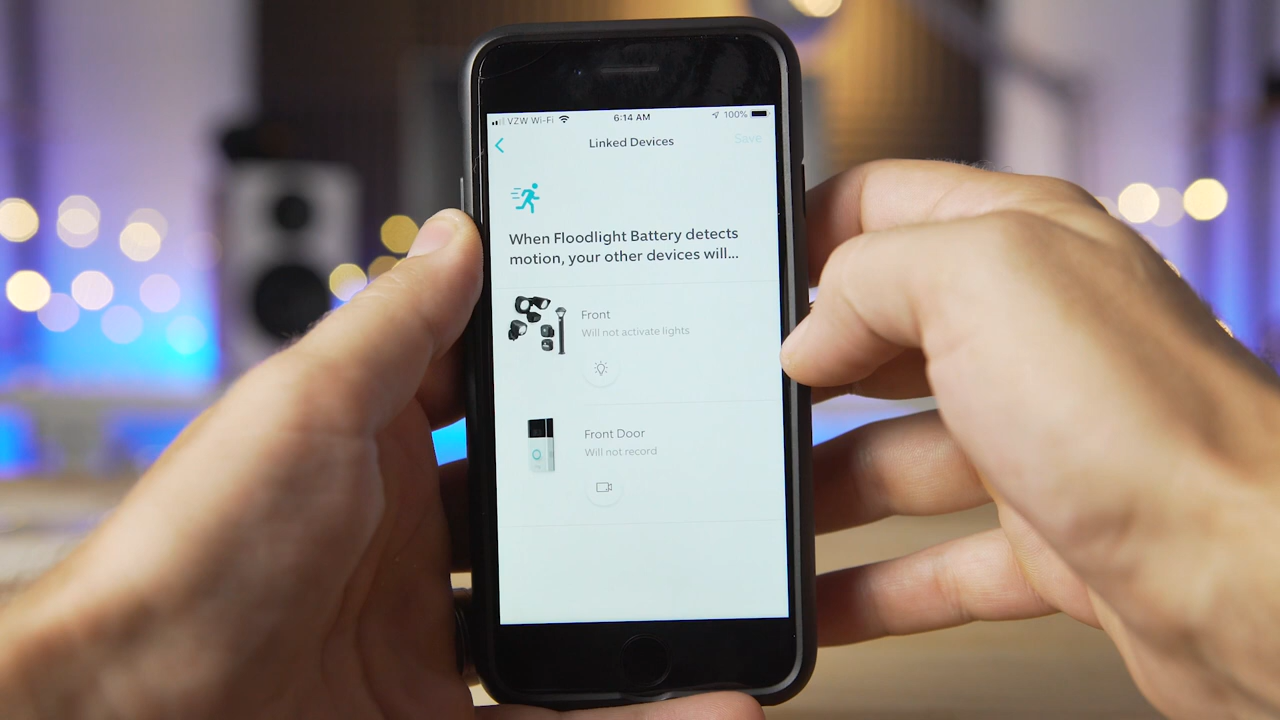 VZW Wi-Fi 6:14 AM 100%
Linked Devices Save
When Floodlight Battery detects
motion, your other devices will...
Front
Will not activate lights
Front Door
Will not record